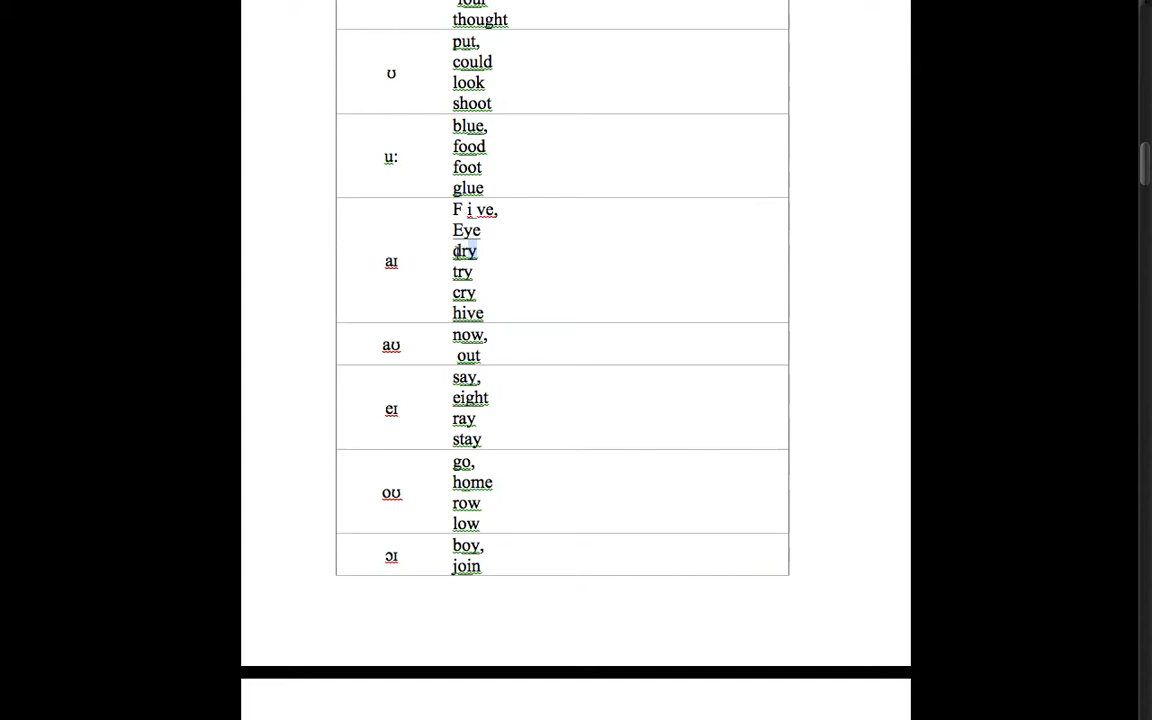 four
thought
ʊ
put,
could
look
shoot
u:
blue,
food
foot
glue
aɪ
F i ve,
Eye
dry
try
cry
hive
aʊ
now,
out
eɪ
say,
eight
ray
stay
oʊ
go,
home
row
low
ɔɪ
boy,
join